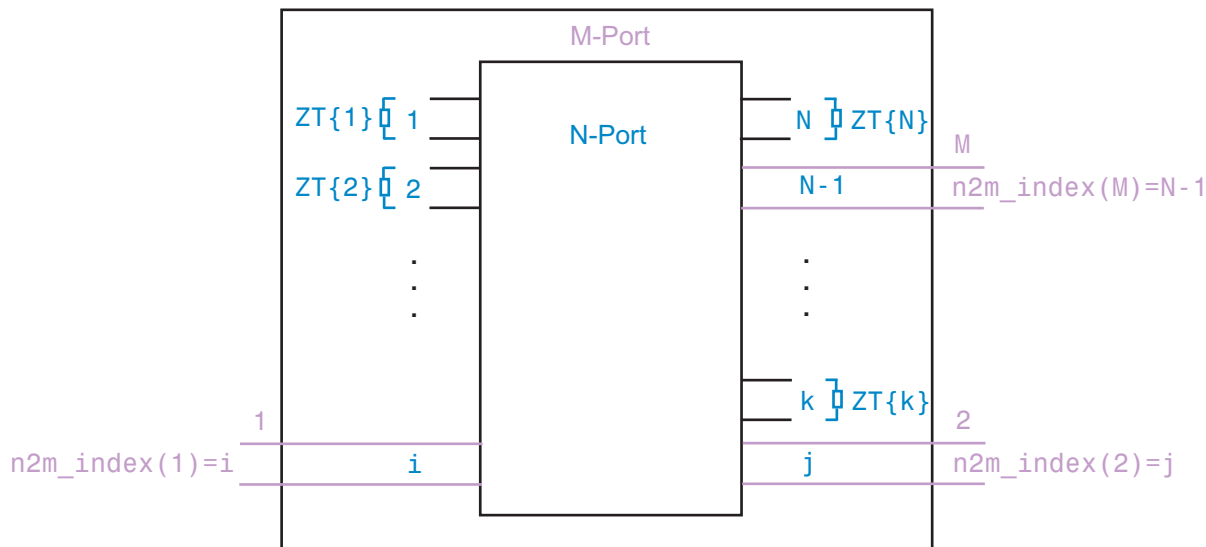 M-Port
ZT{1} 1
N ZT{N}
N-Port
M
ZT{2} 2
N-1
n2m_index(M)=N-1
k ZT{k}
1
2
n2m_index(1)=i
i
j
n2m_index(2)=j